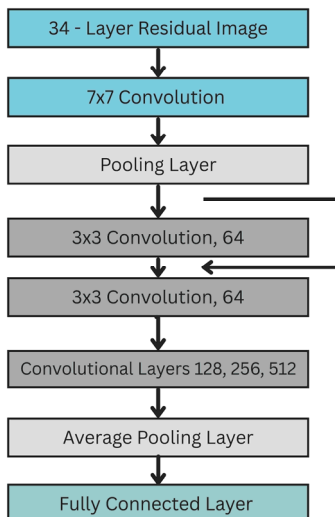 34 - Layer Residual Image
7x7 Convolution
Pooling Layer
3x3 Convolution, 64
3x3 Convolution, 64
Convolutional Layers 128, 256, 512
Average Pooling Layer
Fully Connected Layer